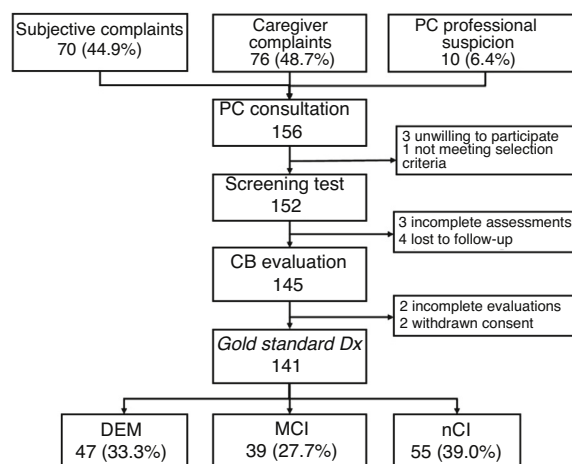 Subjective complaints
70 (44.9%)
Caregiver
complaints
76 (48.7%)
PC professional
suspicion
10 (6.4%)
PC consultation
156
3 unwilling to participate
1 not meeting selection
criteria
Screening test
152
3 incomplete assessments
4 lost to follow-up
CB evaluation
145
2 incomplete evaluations
2 withdrawn consent
Gold standard Dx
141
DEM
47 (33.3%)
MCI
39 (27.7%)
nCI
55 (39.0%)